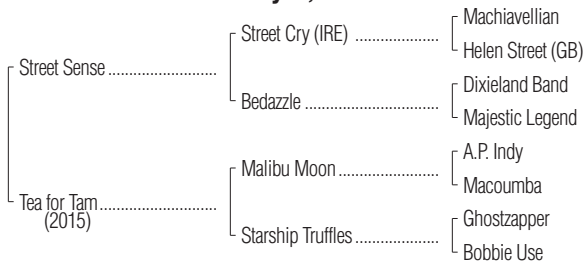 Machiavellian
Street Cry (IRE) ..................
Helen Street (GB)
Street Sense .......................
Dixieland Band
Bedazzle .............................
Majestic Legend
A.P. Indy
Malibu Moon ......................
Macoumba
Tea for Tam .........................
(2015)
Ghostzapper
Starship Truffles ..................
Bobbie Use